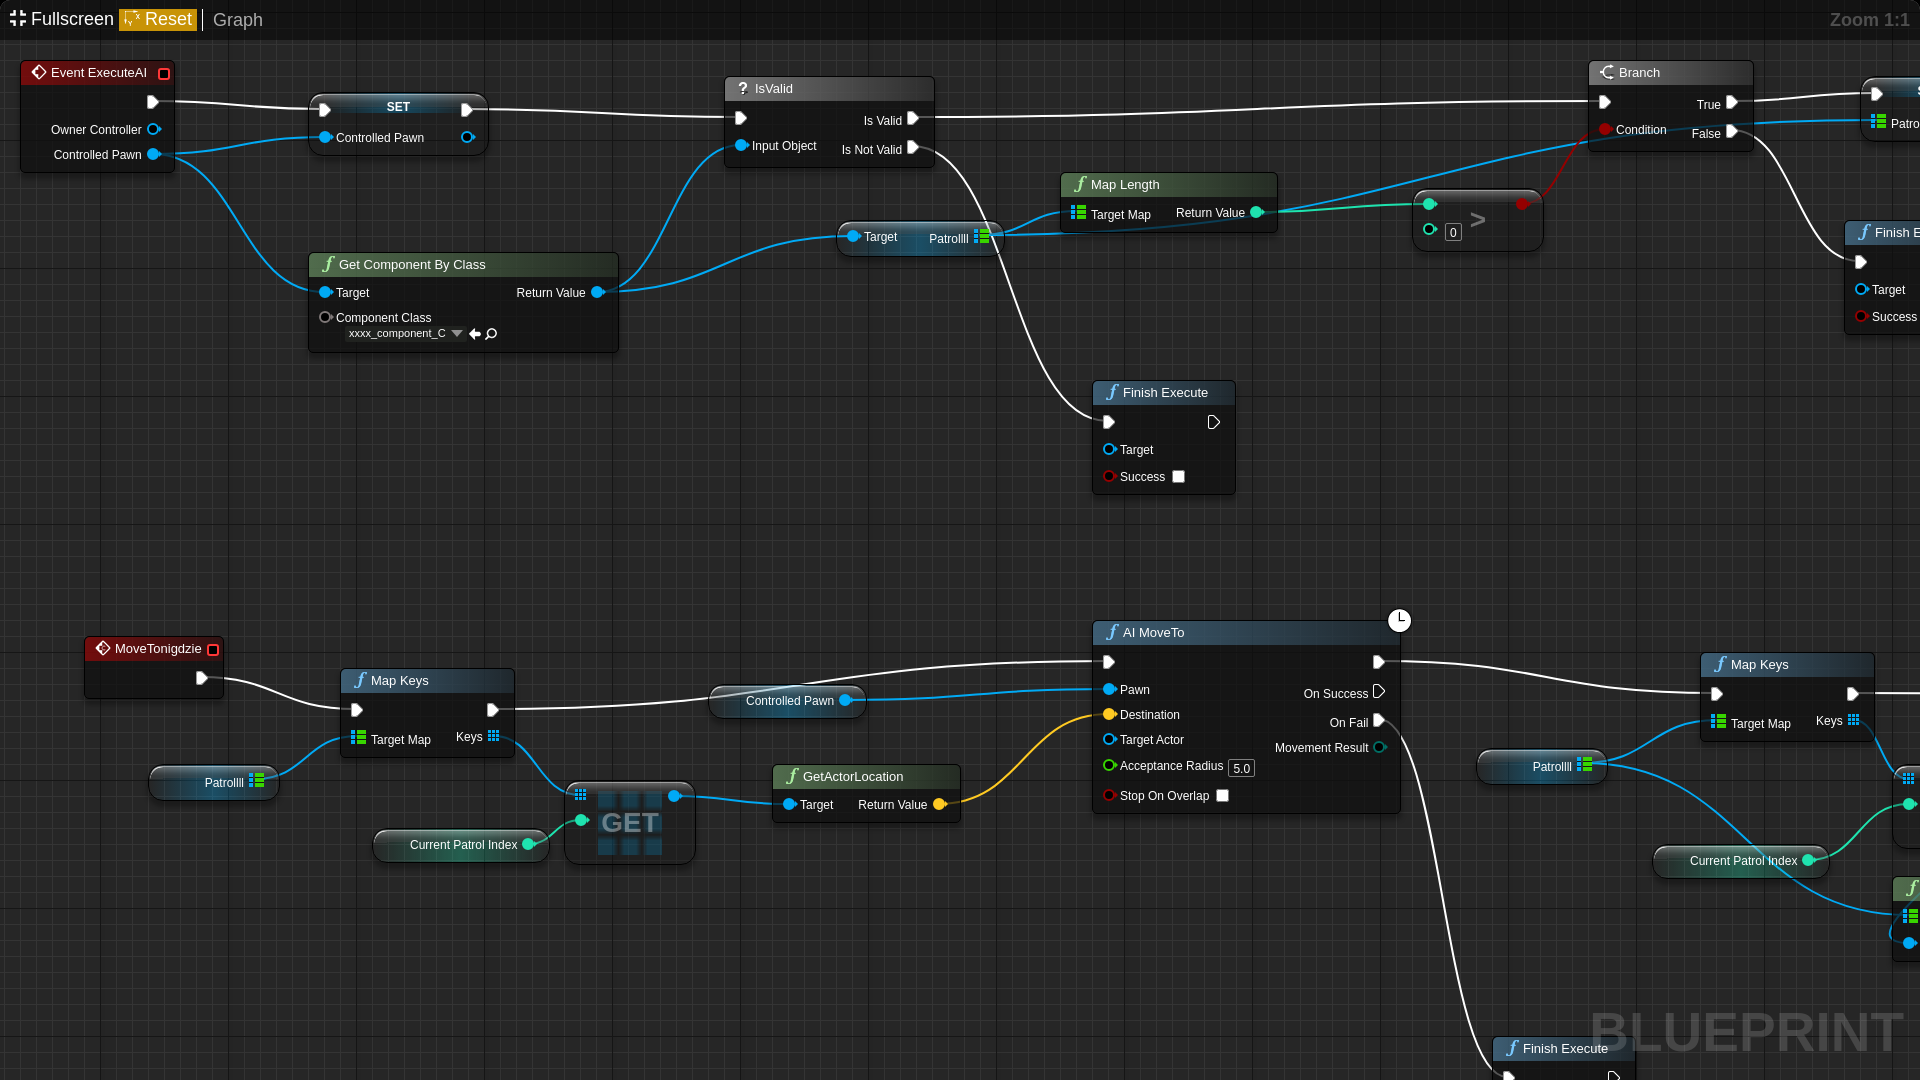 Fullscreen Reset Graph Zoom 1:1
Event ExecuteAI
Owner Controller
Controlled Pawn
SET
Controlled Pawn
? IsValid
Is Valid
Input Object Is Not Valid
Branch
True
Condition False
Patro
f Map Length
Target Map Return Value
Target Patrollll
0 >
f Finish E
Target
Success
f Get Component By Class
Target Return Value
Component Class
xxxx_component_C
f Finish Execute
Target
Success
MoveTonigdzie
f Map Keys
Target Map Keys
Patrollll
Current Patrol Index
GET
Controlled Pawn
f GetActorLocation
Target Return Value
f AI MoveTo
Pawn On Success
Destination On Fail
Target Actor Movement Result
Acceptance Radius 5.0
Stop On Overlap
f Map Keys
Target Map Keys
Patrollll
Current Patrol Index
f
f Finish Execute
BLUEPRINT